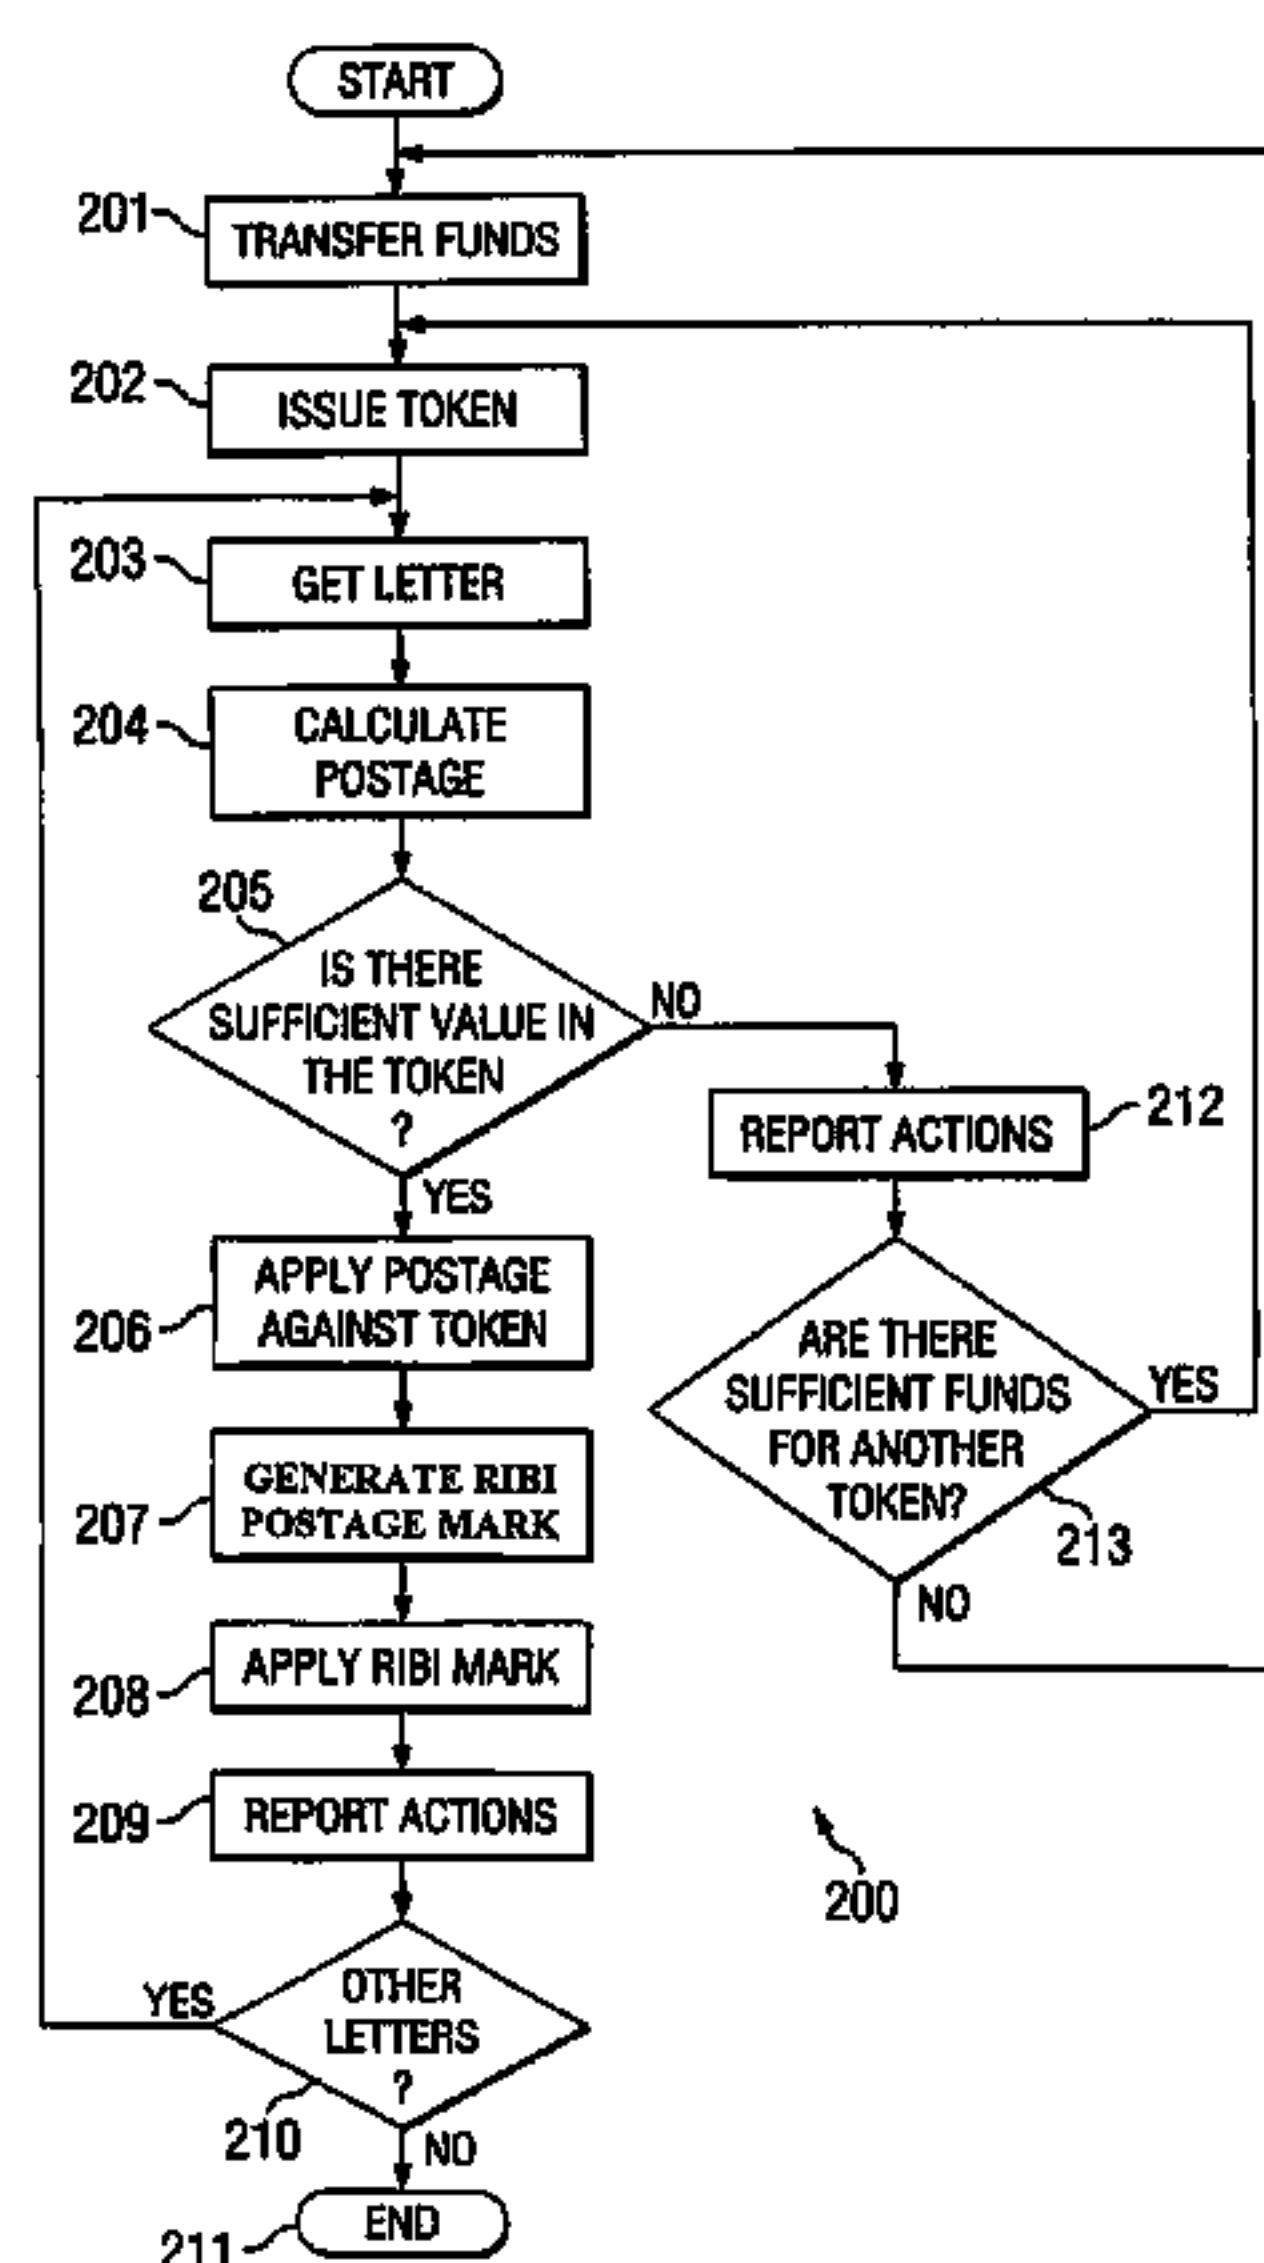 START
201
TRANSFER FUNDS
202
ISSUE TOKEN
203
GET LETTER
204
CALCULATE
POSTAGE
205
IS THERE
SUFFICIENT VALUE IN
THE TOKEN
?
NO
YES
212
REPORT ACTIONS
206
APPLY POSTAGE
AGAINST TOKEN
ARE THERE
SUFFICIENT FUNDS
FOR ANOTHER
TOKEN?
YES
213
NO
207
GENERATE RIBI
POSTAGE MARK
208
APPLY RIBI MARK
209
REPORT ACTIONS
200
YES
OTHER
LETTERS
?
210
NO
END
211